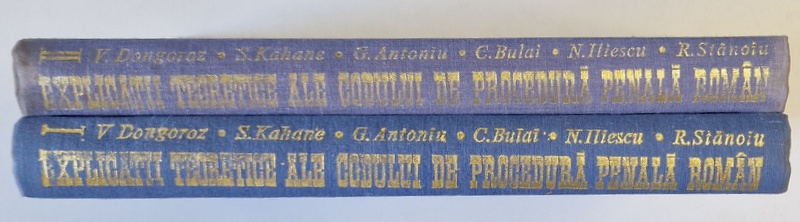 II V. Dongoroz • S. Kahane • G. Antoniu • C. Bulai • N. Iliescu • R. Stănoiu
EXPLICAȚII TEORETICE ALE CODULUI DE PROCEDURĂ PENALĂ ROMÂN
I V. Dongoroz • S. Kahane • G. Antoniu • C. Bulai • N. Iliescu • R. Stănoiu
EXPLICAȚII TEORETICE ALE CODULUI DE PROCEDURĂ PENALĂ ROMÂN